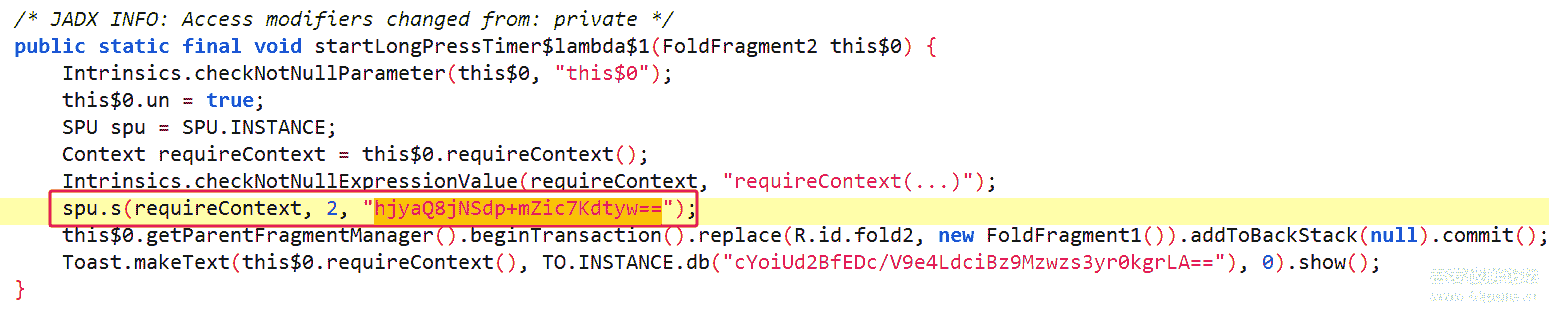 /* JADX INFO: Access modifiers changed from: private */
public static final void startLongPressTimer$lambda$1(FoldFragment2 this$0) {
    Intrinsics.checkNotNullParameter(this$0, "this$0");
    this$0.un = true;
    SPU spu = SPU.INSTANCE;
    Context requireContext = this$0.requireContext();
    Intrinsics.checkNotNullExpressionValue(requireContext, "requireContext(...)");
    spu.s(requireContext, 2, "hjyaQ8jNSdp+mZic7Kdtyw==");
    this$0.getParentFragmentManager().beginTransaction().replace(R.id.fold2, new FoldFragment1()).addToBackStack(null).commit();
    Toast.makeText(this$0.requireContext(), TO.INSTANCE.db("cYoiUd2BfEDc/V9e4LdciBz9Mzwzs3yr0kgrLA=="), 0).show();
}